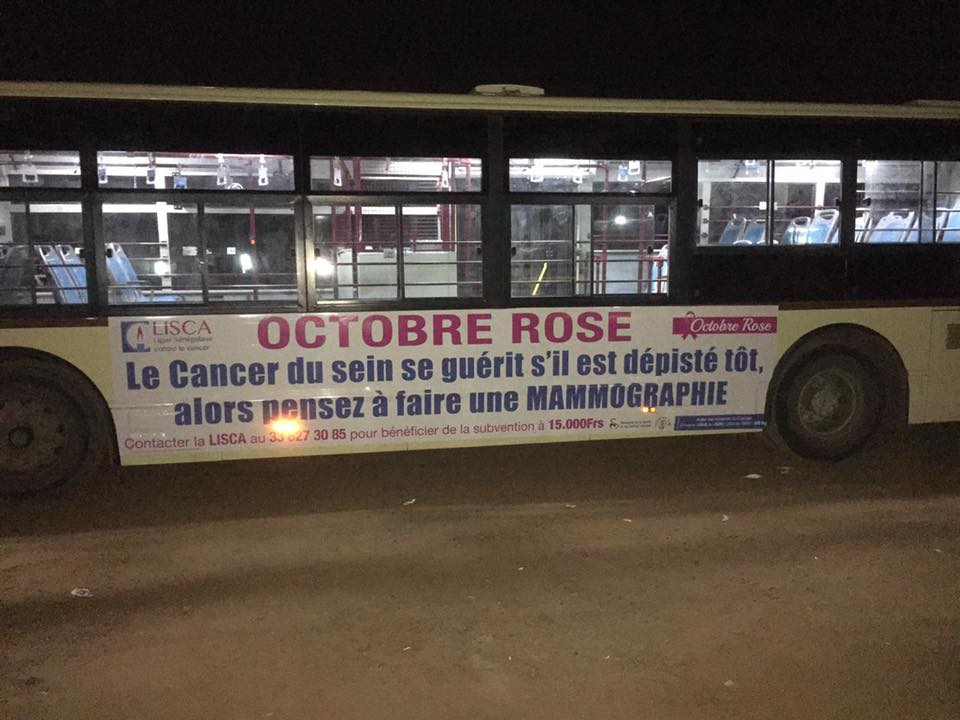 LISCA
Ligue Sénégalaise
contre le cancer
OCTOBRE ROSE
Octobre Rose
Le Cancer du sein se guérit s'il est dépisté tôt,
alors pensez à faire une MAMMOGRAPHIE
Contacter la LISCA au 33 827 30 85 pour bénéficier de la subvention à 15.000Frs